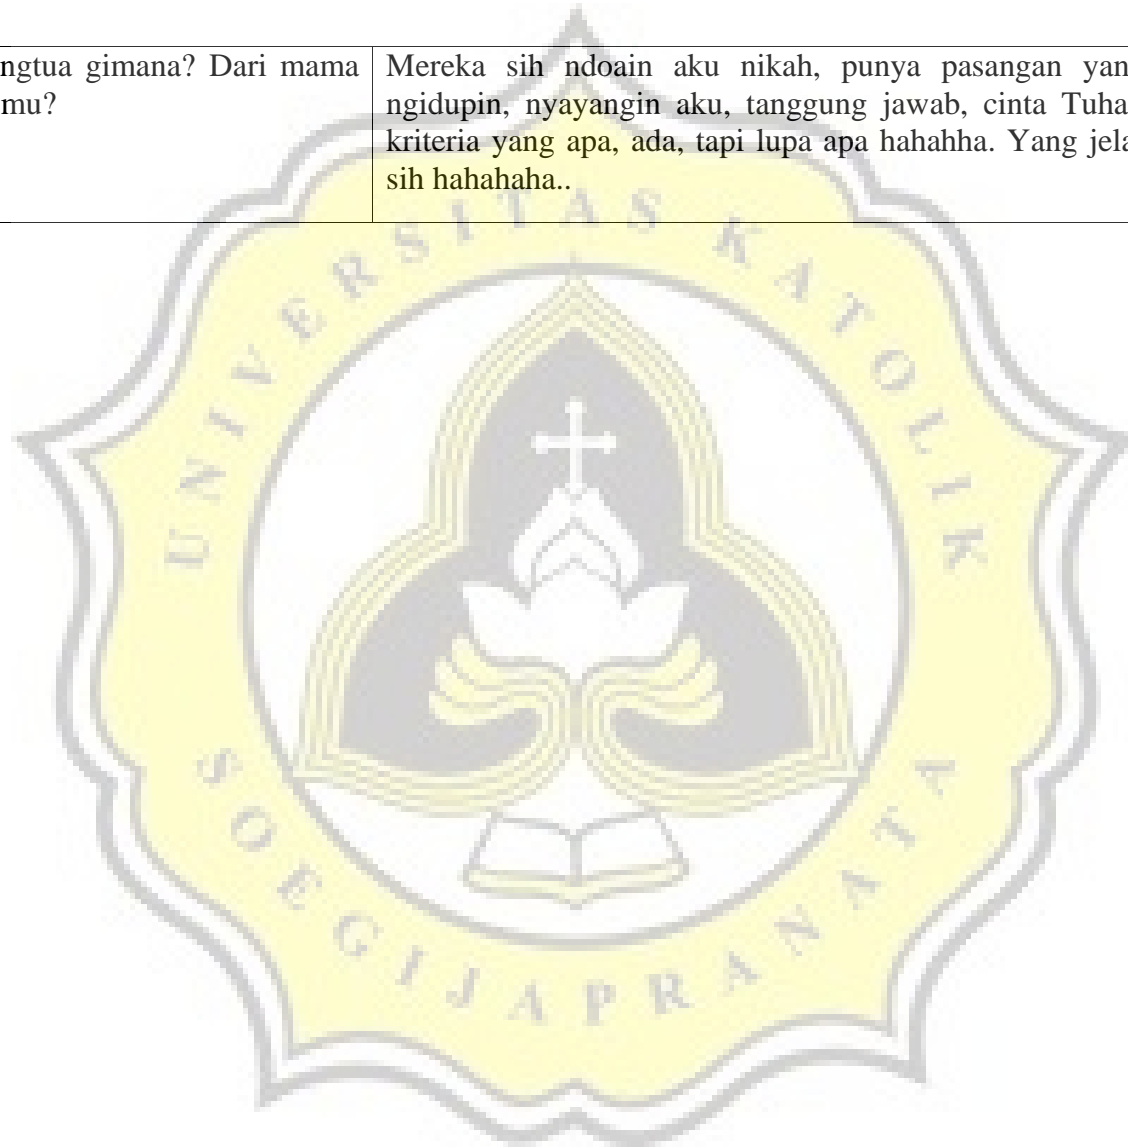 ngtua gimana? Dari mama
mu?
Mereka sih ndoain aku nikah, punya pasangan yan
ngidupin, nyayangin aku, tanggung jawab, cinta Tuha
kriteria yang apa, ada, tapi lupa apa hahahha. Yang jela
sih hahahaha..
UNIVERSITAS KATOLIK
SOEGIJAPRANATA